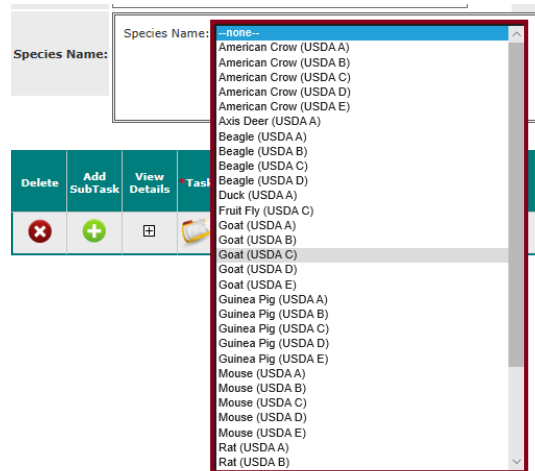 Species Name:
Species Name:
--none--
American Crow (USDA A)
American Crow (USDA B)
American Crow (USDA C)
American Crow (USDA D)
American Crow (USDA E)
Axis Deer (USDA A)
Beagle (USDA A)
Beagle (USDA B)
Beagle (USDA C)
Beagle (USDA D)
Duck (USDA A)
Fruit Fly (USDA C)
Goat (USDA A)
Goat (USDA B)
Goat (USDA C)
Goat (USDA D)
Goat (USDA E)
Guinea Pig (USDA A)
Guinea Pig (USDA B)
Guinea Pig (USDA C)
Guinea Pig (USDA D)
Guinea Pig (USDA E)
Mouse (USDA A)
Mouse (USDA B)
Mouse (USDA C)
Mouse (USDA D)
Mouse (USDA E)
Rat (USDA A)
Rat (USDA B)
Delete
Add
SubTask
View
Details
*Task